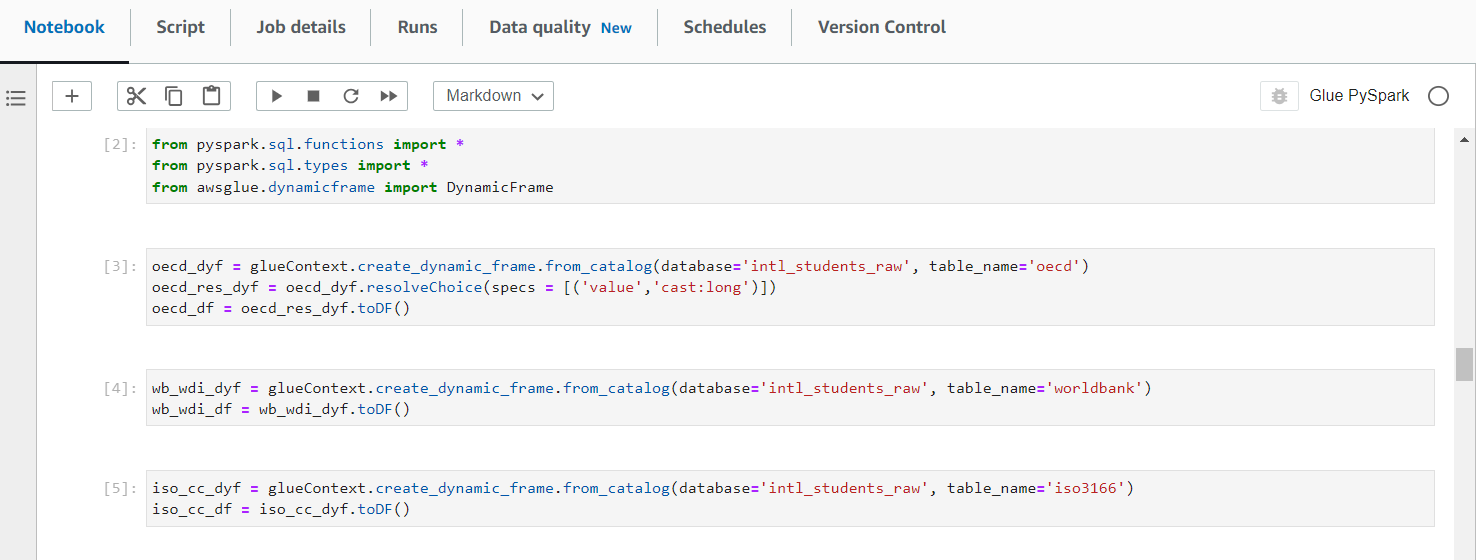 Notebook Script Job details Runs Data quality New Schedules Version Control
Markdown Glue PySpark
[2]: from pyspark.sql.functions import *
from pyspark.sql.types import *
from awsglue.dynamicframe import DynamicFrame
[3]: oecd_dyf = glueContext.create_dynamic_frame.from_catalog(database='intl_students_raw', table_name='oecd')
oecd_res_dyf = oecd_dyf.resolveChoice(specs = [('value','cast:long')])
oecd_df = oecd_res_dyf.toDF()
[4]: wb_wdi_dyf = glueContext.create_dynamic_frame.from_catalog(database='intl_students_raw', table_name='worldbank')
wb_wdi_df = wb_wdi_dyf.toDF()
[5]: iso_cc_dyf = glueContext.create_dynamic_frame.from_catalog(database='intl_students_raw', table_name='iso3166')
iso_cc_df = iso_cc_dyf.toDF()